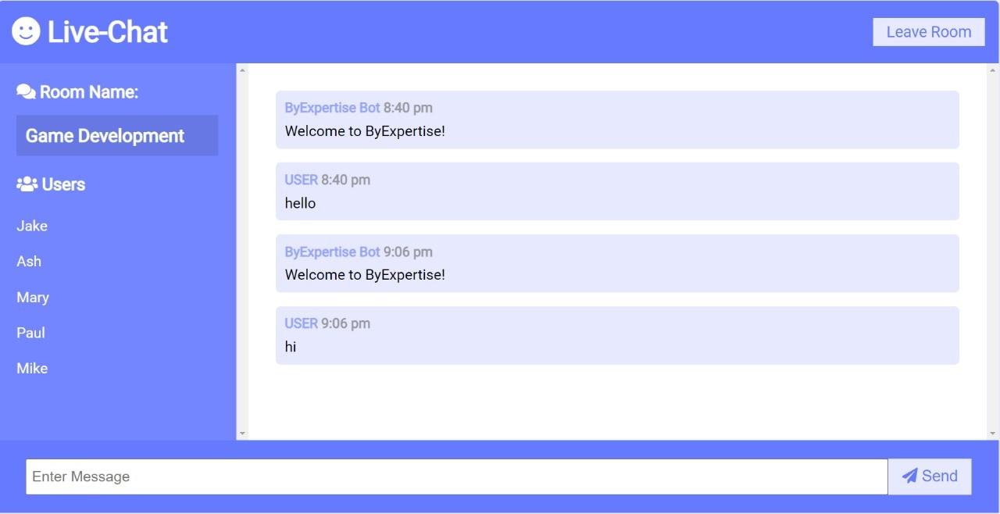 Live-Chat
Leave Room
Room Name:
Game Development
Users
Jake
Ash
Mary
Paul
Mike
ByExpertise Bot 8:40 pm
Welcome to ByExpertise!
USER 8:40 pm
hello
ByExpertise Bot 9:06 pm
Welcome to ByExpertise!
USER 9:06 pm
hi
Enter Message
Send